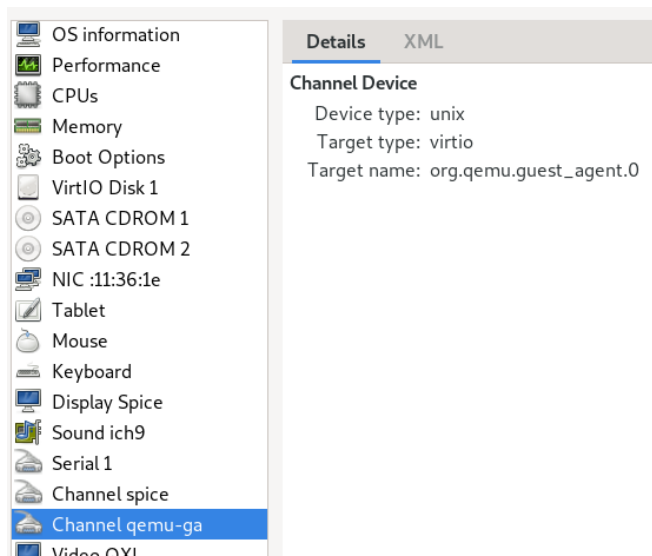 OS information
Performance
CPUs
Memory
Boot Options
VirtIO Disk 1
SATA CDROM 1
SATA CDROM 2
NIC :11:36:1e
Tablet
Mouse
Keyboard
Display Spice
Sound ich9
Serial 1
Channel spice
Channel qemu-ga
Video QXL
Details XML
Channel Device
Device type: unix
Target type: virtio
Target name: org.qemu.guest_agent.0